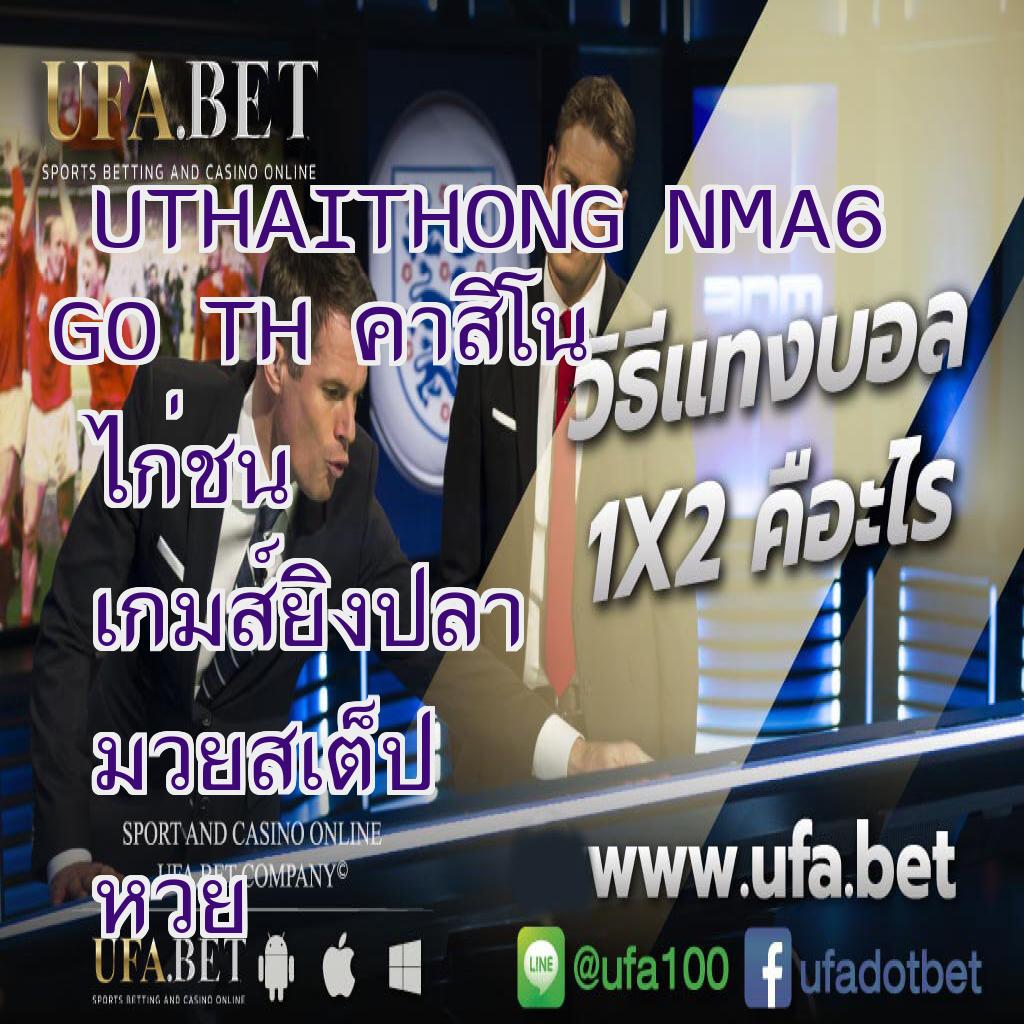 UFA.BET
SPORTS BETTING AND CASINO ONLINE
UTHAITHONG NMA6
GO TH คาสิโน
ไก่ชน
เกมส์ยิงปลา
มวยสเต็ป
หวย
วิธีแทงบอล
1X2 คืออะไร
SPORT AND CASINO ONLINE
UFA.BET COMPANY©
www.ufa.bet
UFA.BET
SPORTS BETTING AND CASINO ONLINE
LINE @ufa100
f ufadotbet